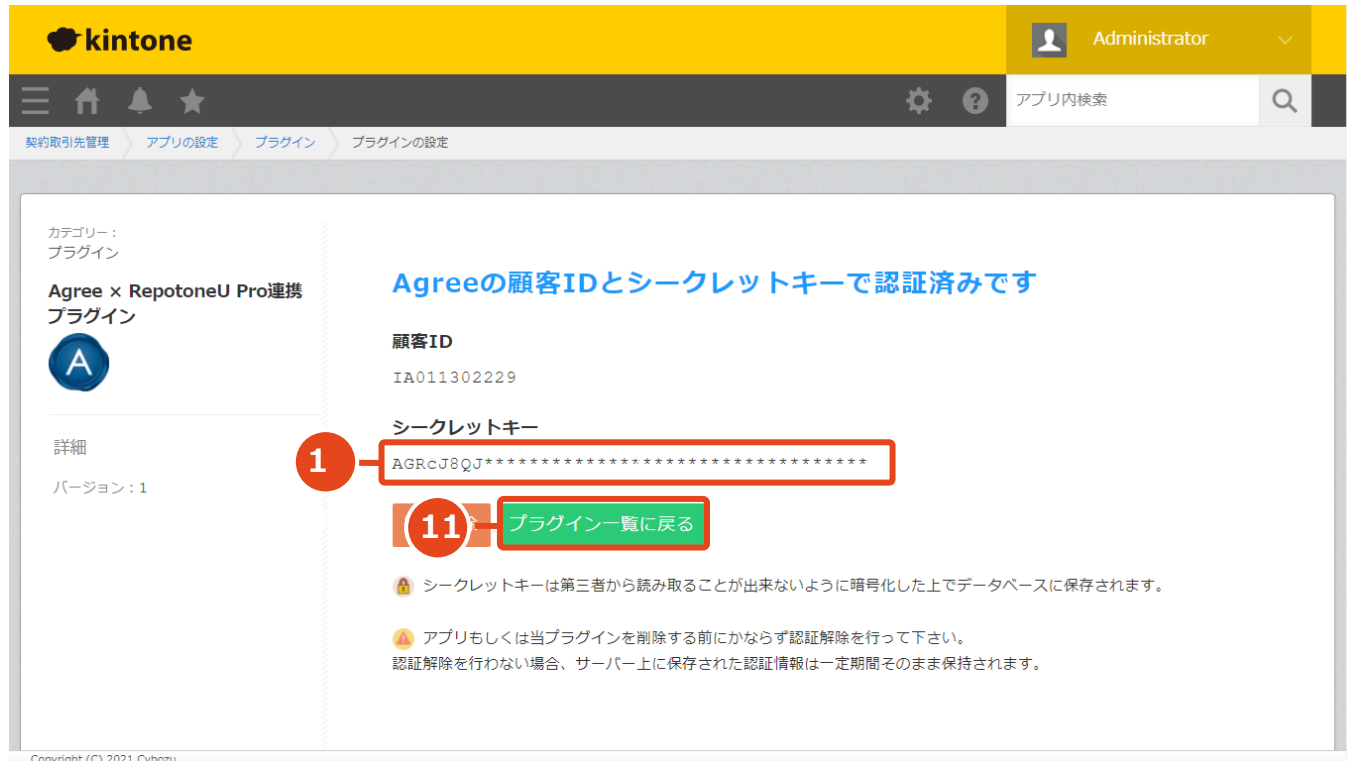 kintone
Administrator
アプリ内検索
契約取引先管理
アプリの設定
プラグイン
プラグインの設定
カテゴリー：
プラグイン
Agree × RepotoneU Pro連携
プラグイン
A
詳細
バージョン：1
Agreeの顧客IDとシークレットキーで認証済みです
顧客ID
IA011302229
シークレットキー
1
AGRcJ8QJ**********************************
11
プラグイン一覧に戻る
シークレットキーは第三者から読み取ることが出来ないように暗号化した上でデータベースに保存されます。
アプリもしくは当プラグインを削除する前にかならず認証解除を行って下さい。
認証解除を行わない場合、サーバー上に保存された認証情報は一定期間そのまま保持されます。
Copyright (C) 2021 Cybozu